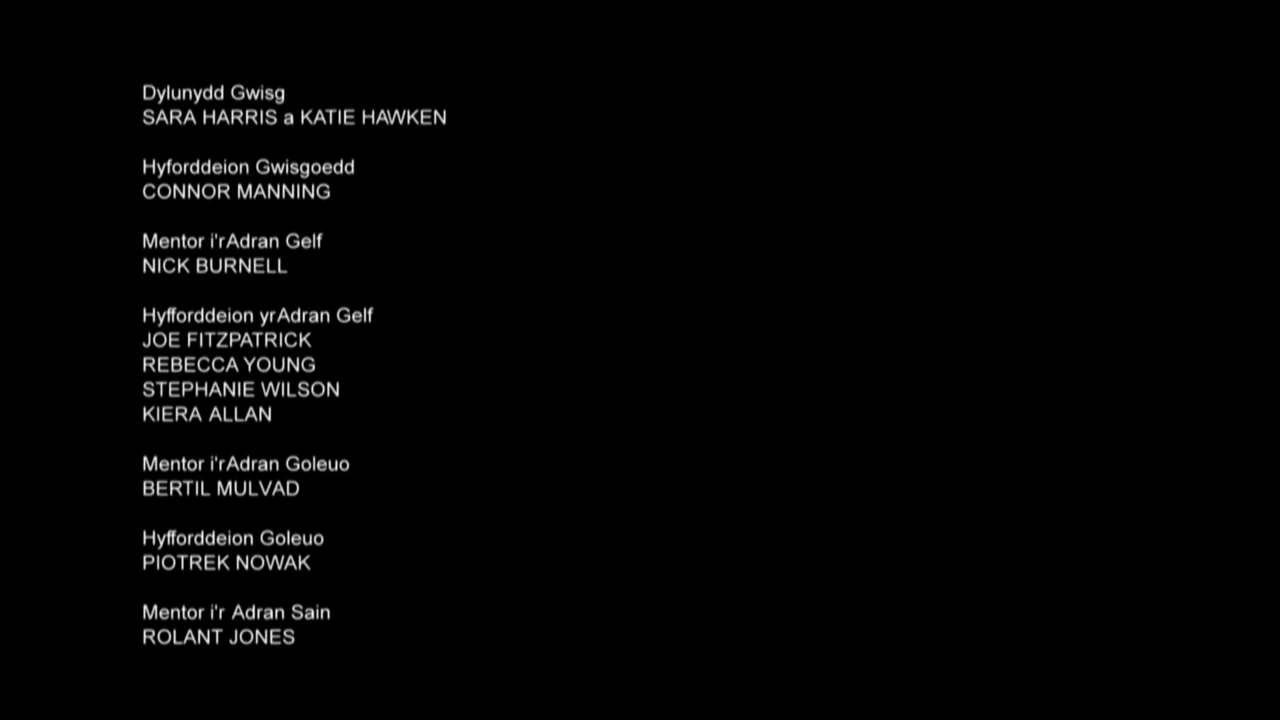 Dylunydd Gwisg
SARA HARRIS a KATIE HAWKEN
Hyforddeion Gwisgoedd
CONNOR MANNING
Mentor i'rAdran Gelf
NICK BURNELL
Hyfforddeion yrAdran Gelf
JOE FITZPATRICK
REBECCA YOUNG
STEPHANIE WILSON
KIERA ALLAN
Mentor i'rAdran Goleuo
BERTIL MULVAD
Hyfforddeion Goleuo
PIOTREK NOWAK
Mentor i'r Adran Sain
ROLANT JONES